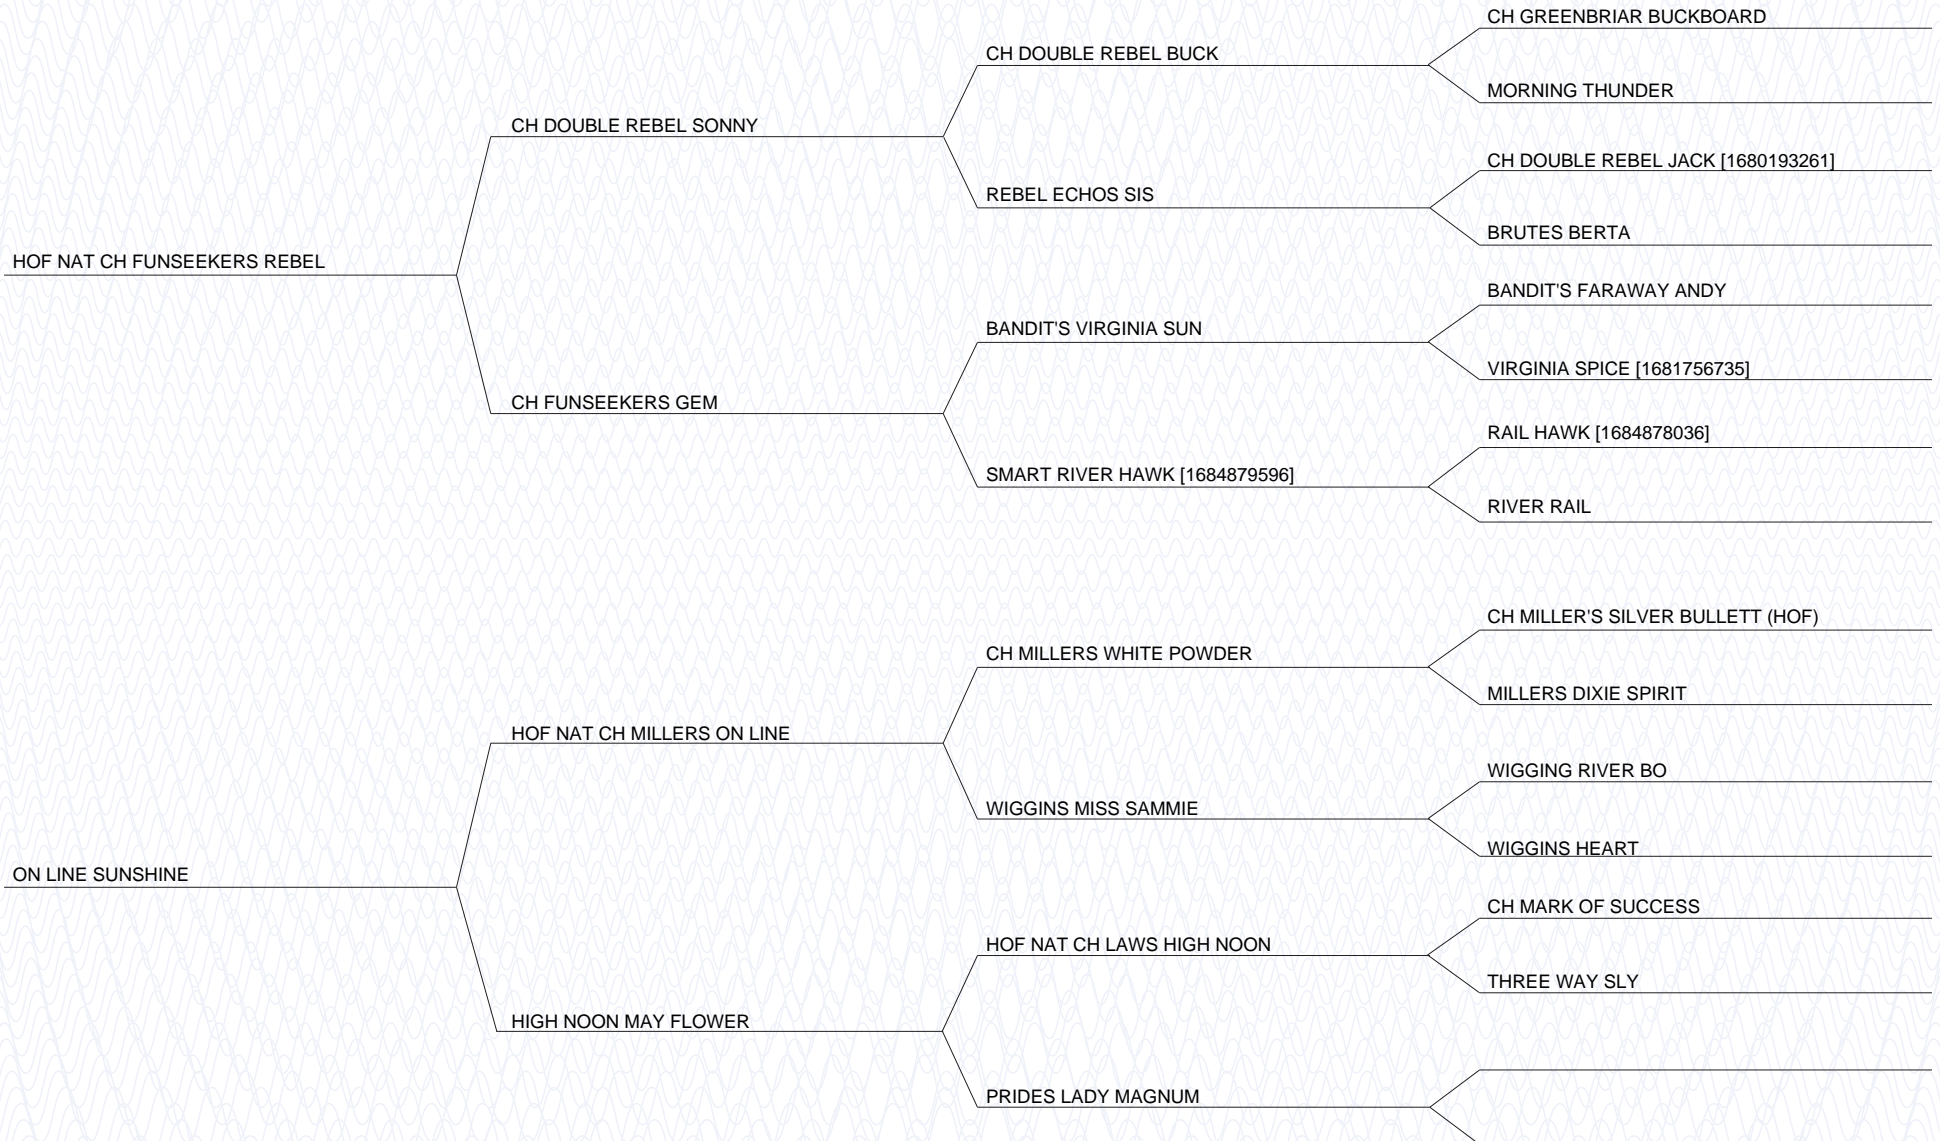 CH GREENBRIAR BUCKBOARD
CH DOUBLE REBEL BUCK
MORNING THUNDER
CH DOUBLE REBEL SONNY
CH DOUBLE REBEL JACK [1680193261]
REBEL ECHOS SIS
BRUTES BERTA
HOF NAT CH FUNSEEKERS REBEL
BANDIT'S FARAWAY ANDY
BANDIT'S VIRGINIA SUN
VIRGINIA SPICE [1681756735]
CH FUNSEEKERS GEM
RAIL HAWK [1684878036]
SMART RIVER HAWK [1684879596]
RIVER RAIL
CH MILLER'S SILVER BULLETT (HOF)
CH MILLERS WHITE POWDER
MILLERS DIXIE SPIRIT
HOF NAT CH MILLERS ON LINE
WIGGING RIVER BO
WIGGINS MISS SAMMIE
WIGGINS HEART
ON LINE SUNSHINE
CH MARK OF SUCCESS
HOF NAT CH LAWS HIGH NOON
THREE WAY SLY
HIGH NOON MAY FLOWER
PRIDES LADY MAGNUM